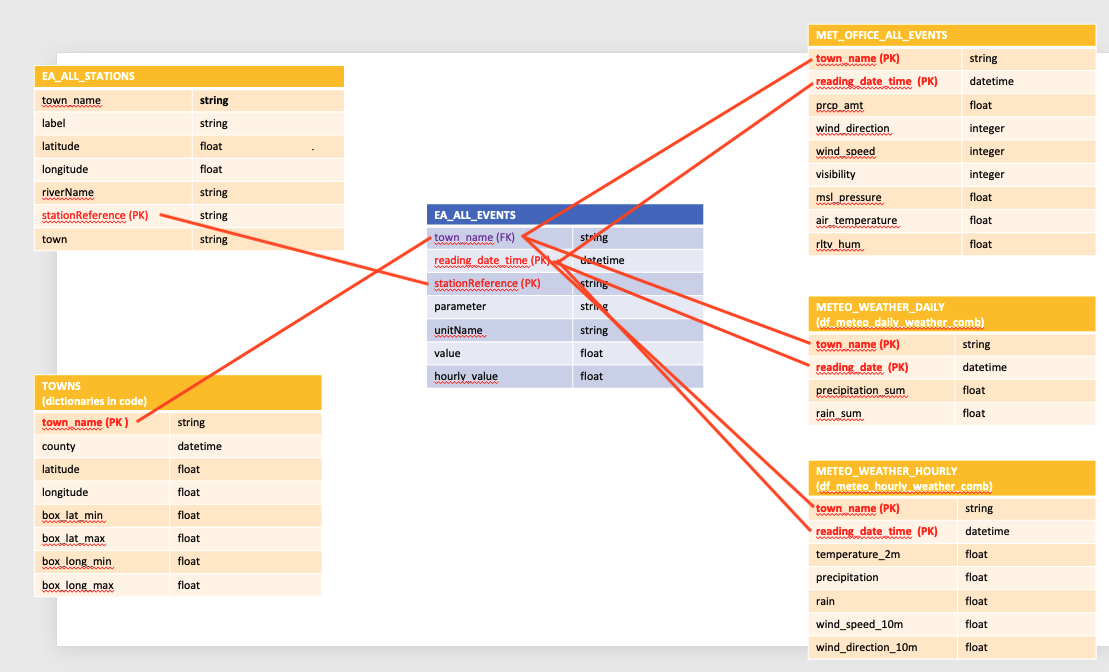 EA_ALL_STATIONS
town_name string
label string
latitude float .
longitude float
riverName string
stationReference (PK) string
town string
TOWNS
(dictionaries in code)
town_name (PK ) string
county datetime
latitude float
longitude float
box_lat_min float
box_lat_max float
box_long_min float
box_long_max float
EA_ALL_EVENTS
town_name (FK) string
reading_date_time (PK) datetime
stationReference (PK) string
parameter string
unitName string
value float
hourly_value float
MET_OFFICE_ALL_EVENTS
town_name (PK) string
reading_date_time (PK) datetime
prcp_amt float
wind_direction integer
wind_speed integer
visibility integer
msl_pressure float
air_temperature float
rltv_hum float
METEO_WEATHER_DAILY
(df_meteo_daily_weather_comb)
town_name (PK) string
reading_date (PK) datetime
precipitation_sum float
rain_sum float
METEO_WEATHER_HOURLY
(df_meteo_hourly_weather_comb)
town_name (PK) string
reading_date_time (PK) datetime
temperature_2m float
precipitation float
rain float
wind_speed_10m float
wind_direction_10m float